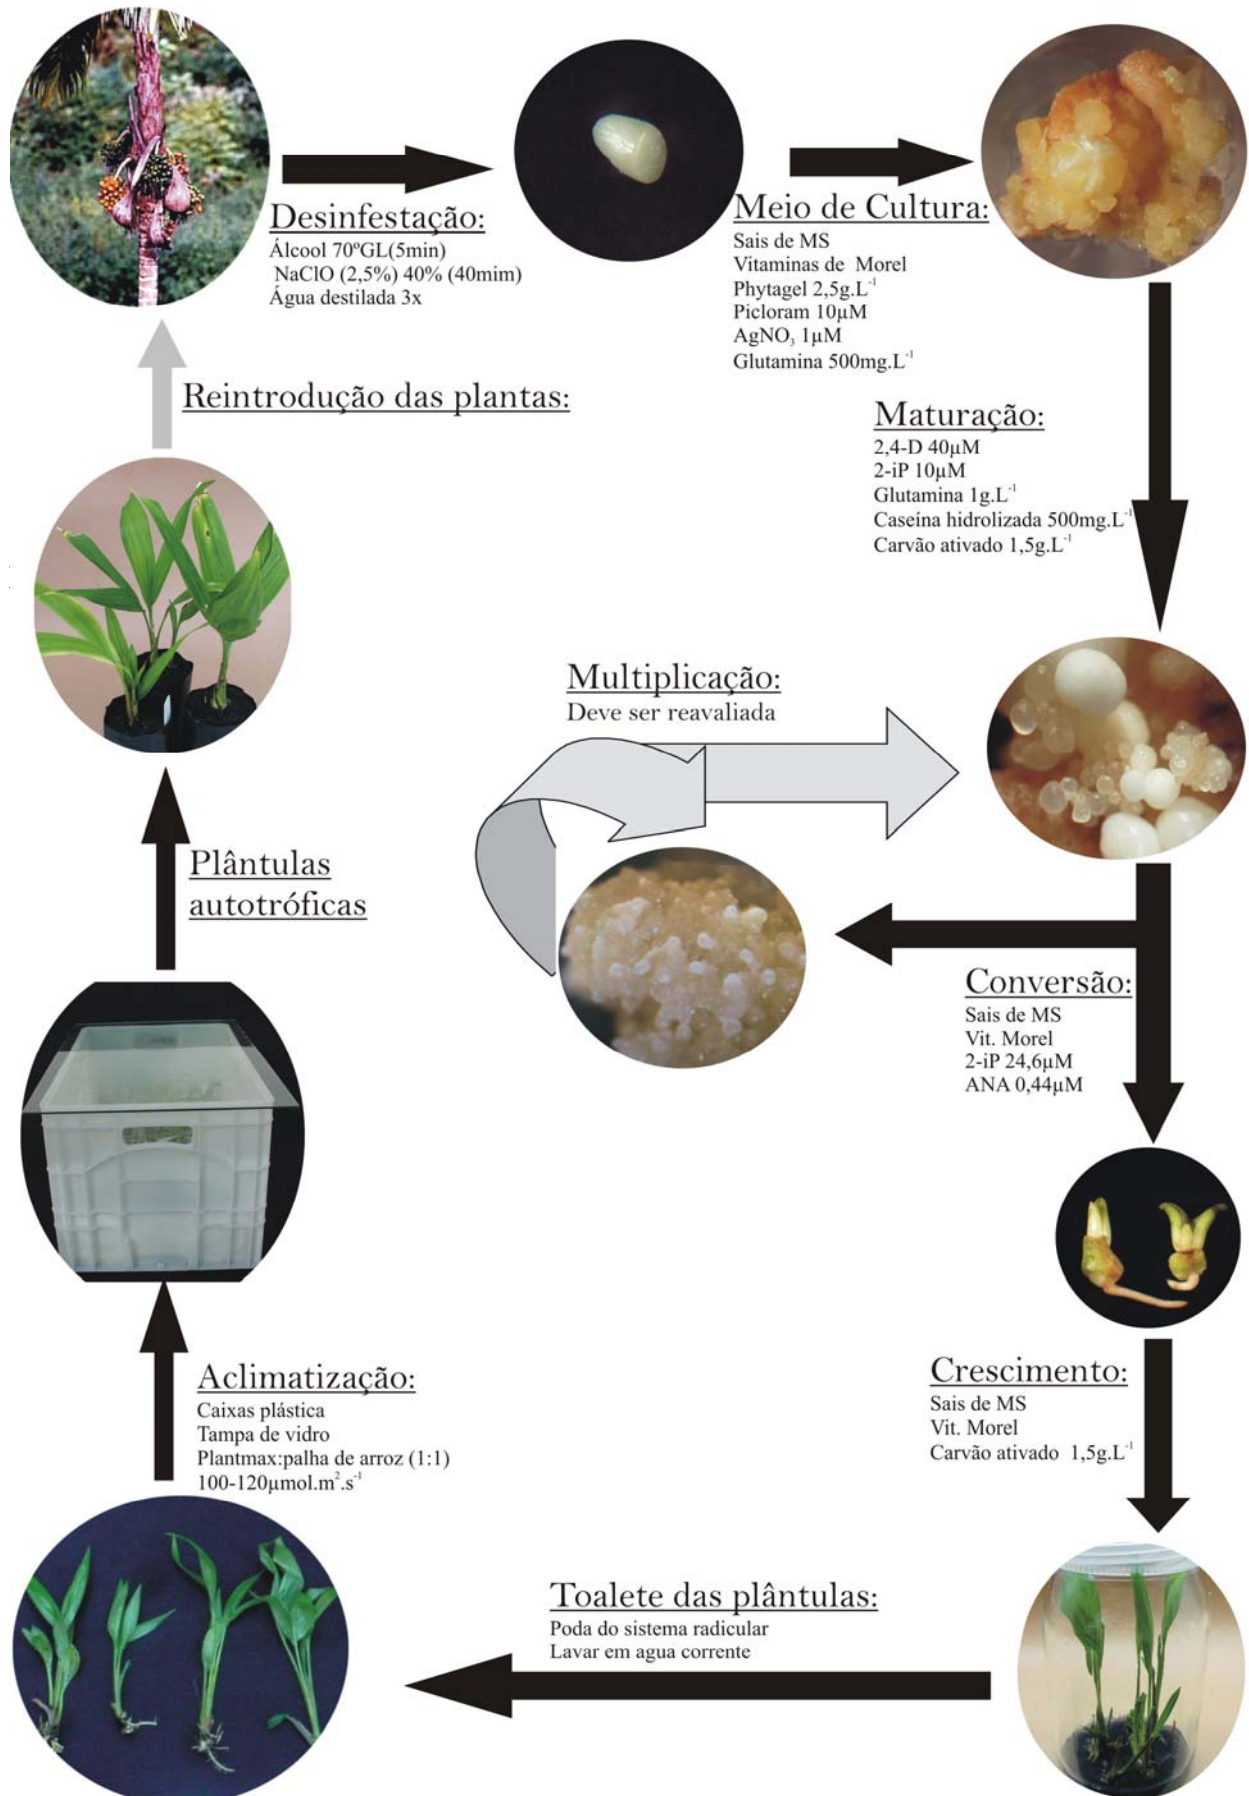 Desinfestação:
Álcool 70ºGL(5min)
NaClO (2,5%) 40% (40mim)
Água destilada 3x
Meio de Cultura:
Sais de MS
Vitaminas de Morel
Phytagel 2,5g.L⁻¹
Picloram 10µM
AgNO₃ 1µM
Glutamina 500mg.L⁻¹
Reintrodução das plantas:
Maturação:
2,4-D 40µM
2-iP 10µM
Glutamina 1g.L⁻¹
Caseína hidrolizada 500mg.L⁻¹
Carvão ativado 1,5g.L⁻¹
Multiplicação:
Deve ser reavaliada
Plântulas
autotróficas
Conversão:
Sais de MS
Vit. Morel
2-iP 24,6µM
ANA 0,44µM
Crescimento:
Sais de MS
Vit. Morel
Carvão ativado 1,5g.L⁻¹
Aclimatização:
Caixas plástica
Tampa de vidro
Plantmax:palha de arroz (1:1)
100-120µmol.m².s⁻¹
Toalete das plântulas:
Poda do sistema radicular
Lavar em agua corrente